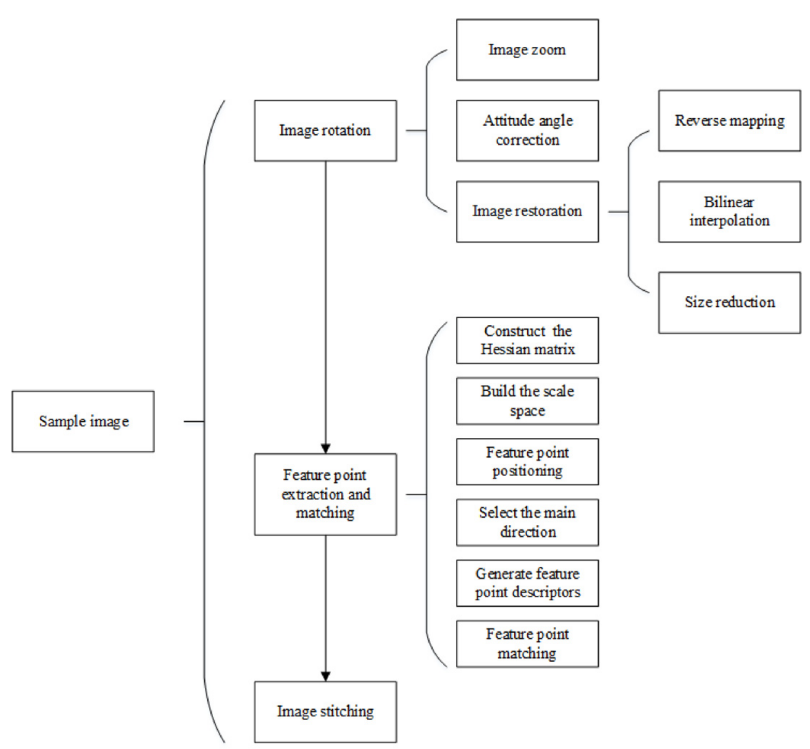 Sample image
Image rotation
Image zoom
Attitude angle
correction
Image restoration
Reverse mapping
Bilinear
interpolation
Size reduction
Feature point
extraction and
matching
Construct the
Hessian matrix
Build the scale
space
Feature point
positioning
Select the main
direction
Generate feature
point descriptors
Feature point
matching
Image stitching